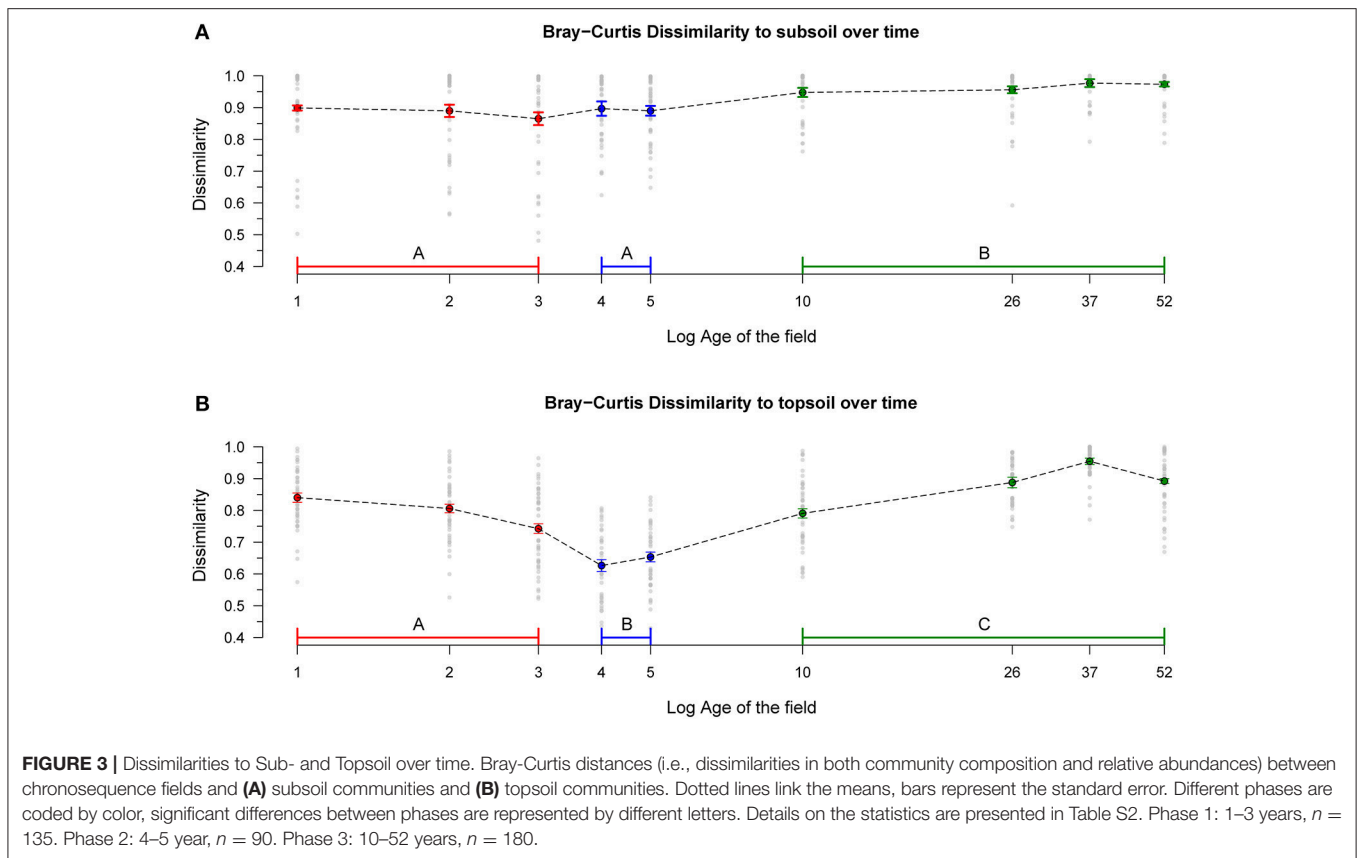 A
Bray−Curtis Dissimilarity to subsoil over time
Dissimilarity
1.0
0.9
0.8
0.7
0.6
0.5
0.4
A A B
1 2 3 4 5 10 26 37 52
Log Age of the field
B
Bray−Curtis Dissimilarity to topsoil over time
Dissimilarity
1.0
0.9
0.8
0.7
0.6
0.5
0.4
A B C
1 2 3 4 5 10 26 37 52
Log Age of the field
FIGURE 3 | Dissimilarities to Sub- and Topsoil over time. Bray-Curtis distances (i.e., dissimilarities in both community composition and relative abundances) between
chronosequence fields and (A) subsoil communities and (B) topsoil communities. Dotted lines link the means, bars represent the standard error. Different phases are
coded by color, significant differences between phases are represented by different letters. Details on the statistics are presented in Table S2. Phase 1: 1–3 years, n =
135. Phase 2: 4–5 year, n = 90. Phase 3: 10–52 years, n = 180.